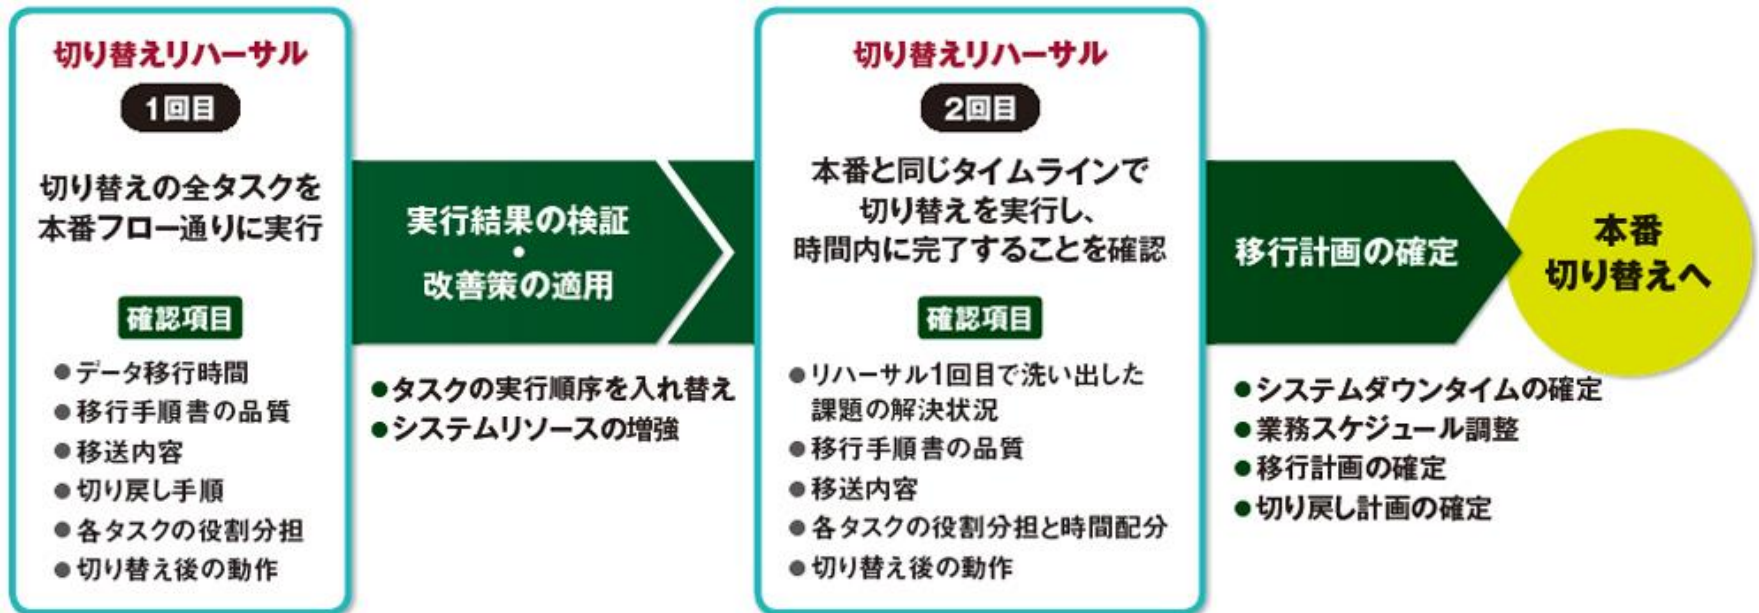 切り替えリハーサル
1回目
切り替えの全タスクを
本番フロー通りに実行
確認項目
●データ移行時間
●移行手順書の品質
●移送内容
●切り戻し手順
●各タスクの役割分担
●切り替え後の動作
実行結果の検証
・
改善策の適用
●タスクの実行順序を入れ替え
●システムリソースの増強
切り替えリハーサル
2回目
本番と同じタイムラインで
切り替えを実行し、
時間内に完了することを確認
確認項目
●リハーサル1回目で洗い出した
課題の解決状況
●移行手順書の品質
●移送内容
●各タスクの役割分担と時間配分
●切り替え後の動作
移行計画の確定
●システムダウンタイムの確定
●業務スケジュール調整
●移行計画の確定
●切り戻し計画の確定
本番
切り替えへ